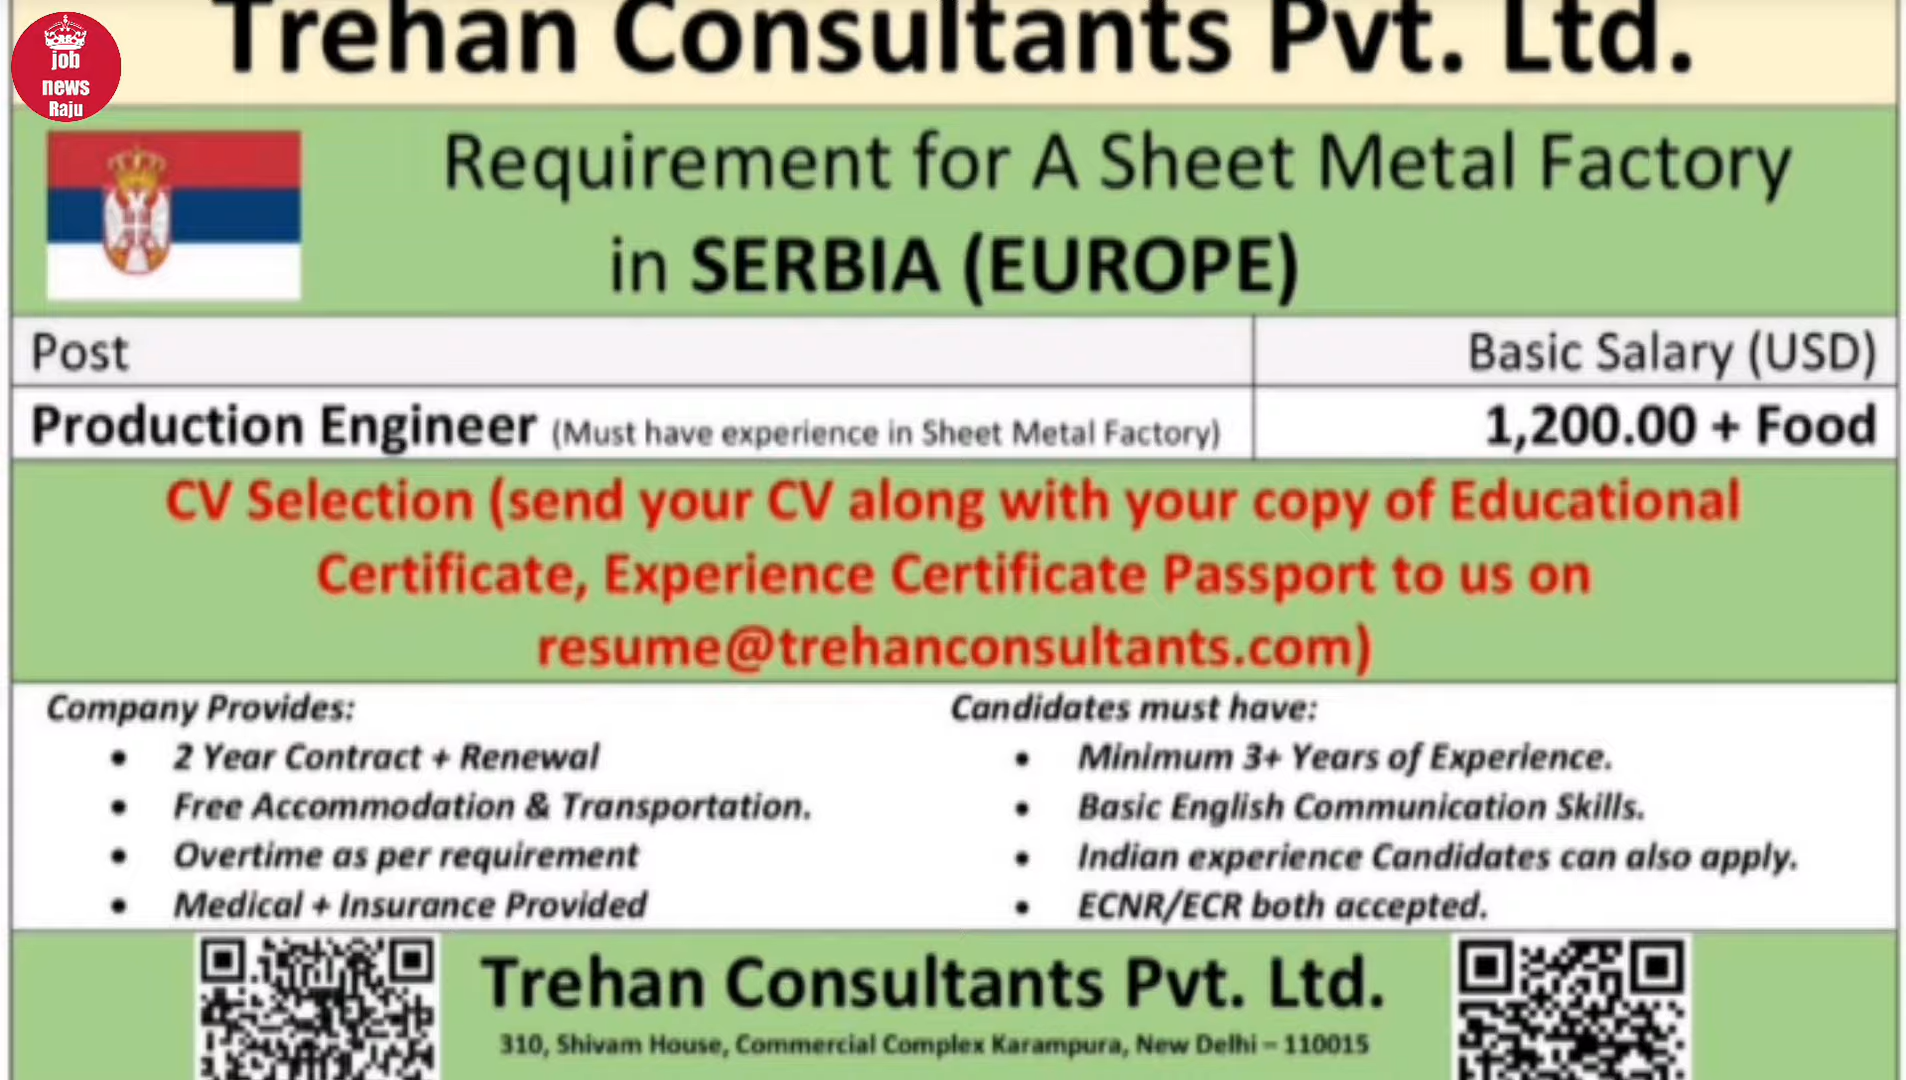 Trehan Consultants Pvt. Ltd.
job
news
Raju
Requirement for A Sheet Metal Factory
in SERBIA (EUROPE)
Post
Basic Salary (USD)
Production Engineer (Must have experience in Sheet Metal Factory)
1,200.00 + Food
CV Selection (send your CV along with your copy of Educational
Certificate, Experience Certificate Passport to us on
resume@trehanconsultants.com)
Company Provides:
• 2 Year Contract + Renewal
• Free Accommodation & Transportation.
• Overtime as per requirement
• Medical + Insurance Provided
Candidates must have:
• Minimum 3+ Years of Experience.
• Basic English Communication Skills.
• Indian experience Candidates can also apply.
• ECNR/ECR both accepted.
Trehan Consultants Pvt. Ltd.
310, Shivam House, Commercial Complex Karampura, New Delhi – 110015